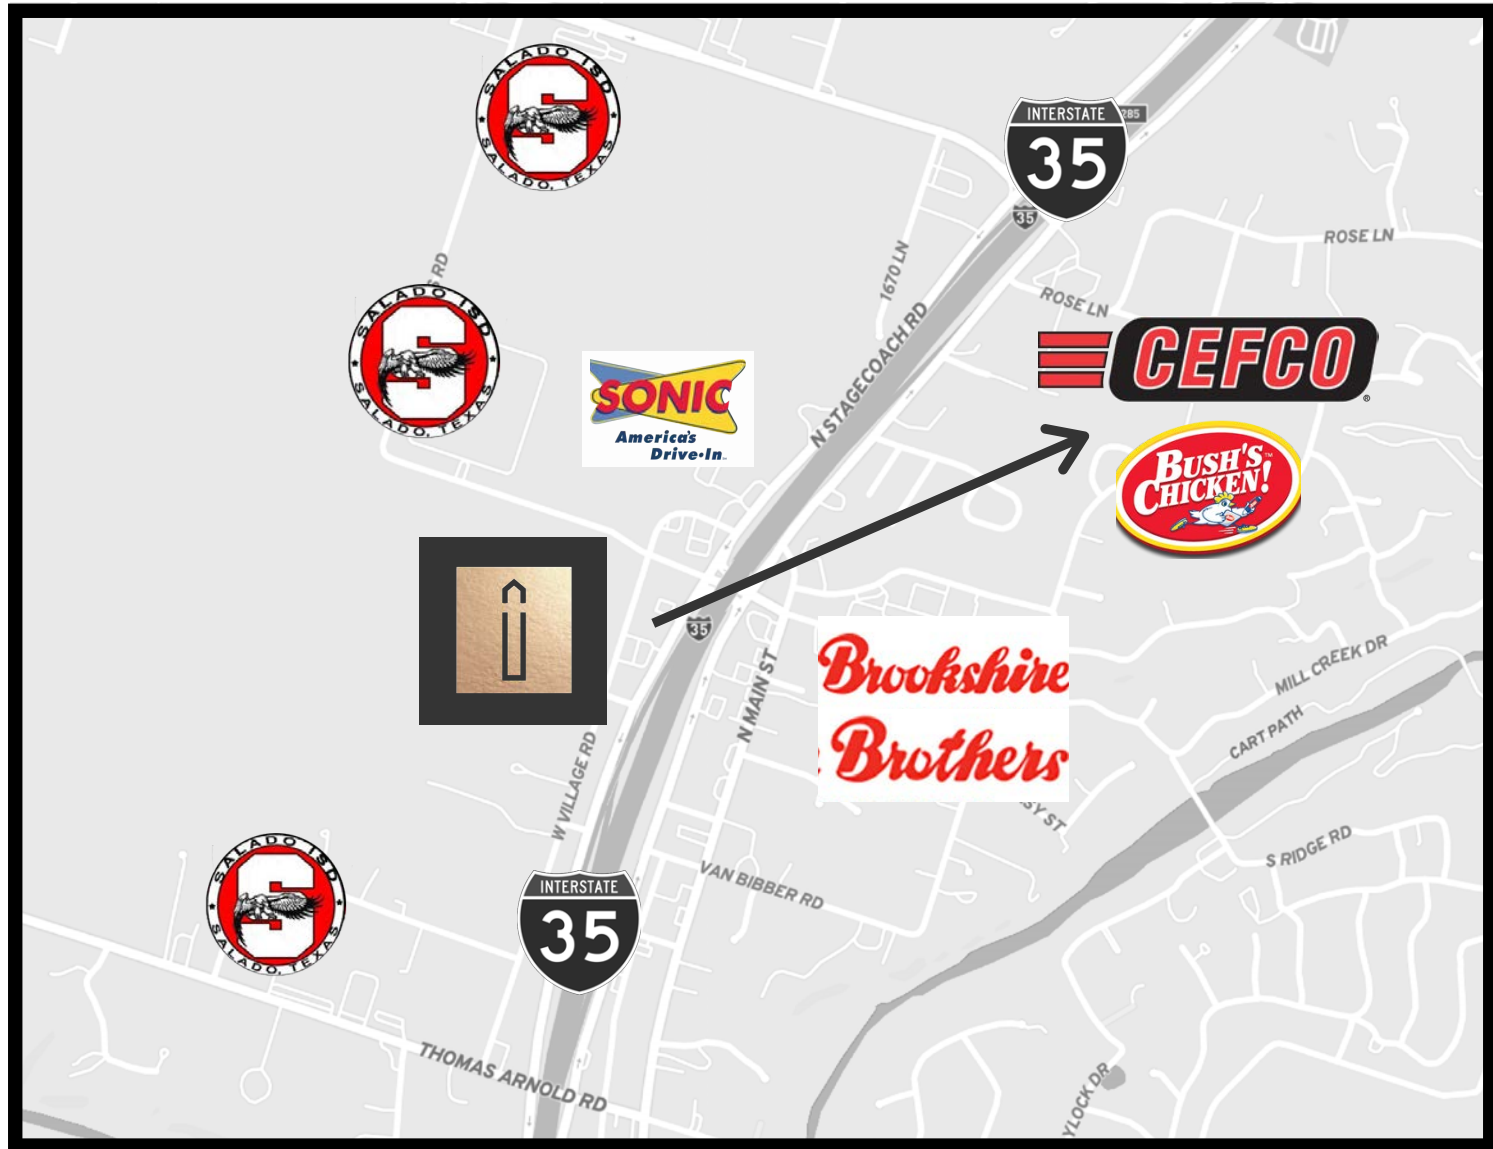 SALADO ISD
SALADO, TEXAS
INTERSTATE
35
285
35
ROSE LN
RD
SALADO ISD
SALADO, TEXAS
1670 LN
ROSE LN
N STAGECOACH RD
CEFCO
SONIC
America's
Drive-In
BUSH'S
CHICKEN!
35
Brookshire
Brothers
N MAIN ST
MILL CREEK DR
CART PATH
W VILLAGE RD
SY ST
S RIDGE RD
SALADO ISD
SALADO, TEXAS
VAN BIBBER RD
INTERSTATE
35
THOMAS ARNOLD RD
YLOCK DR